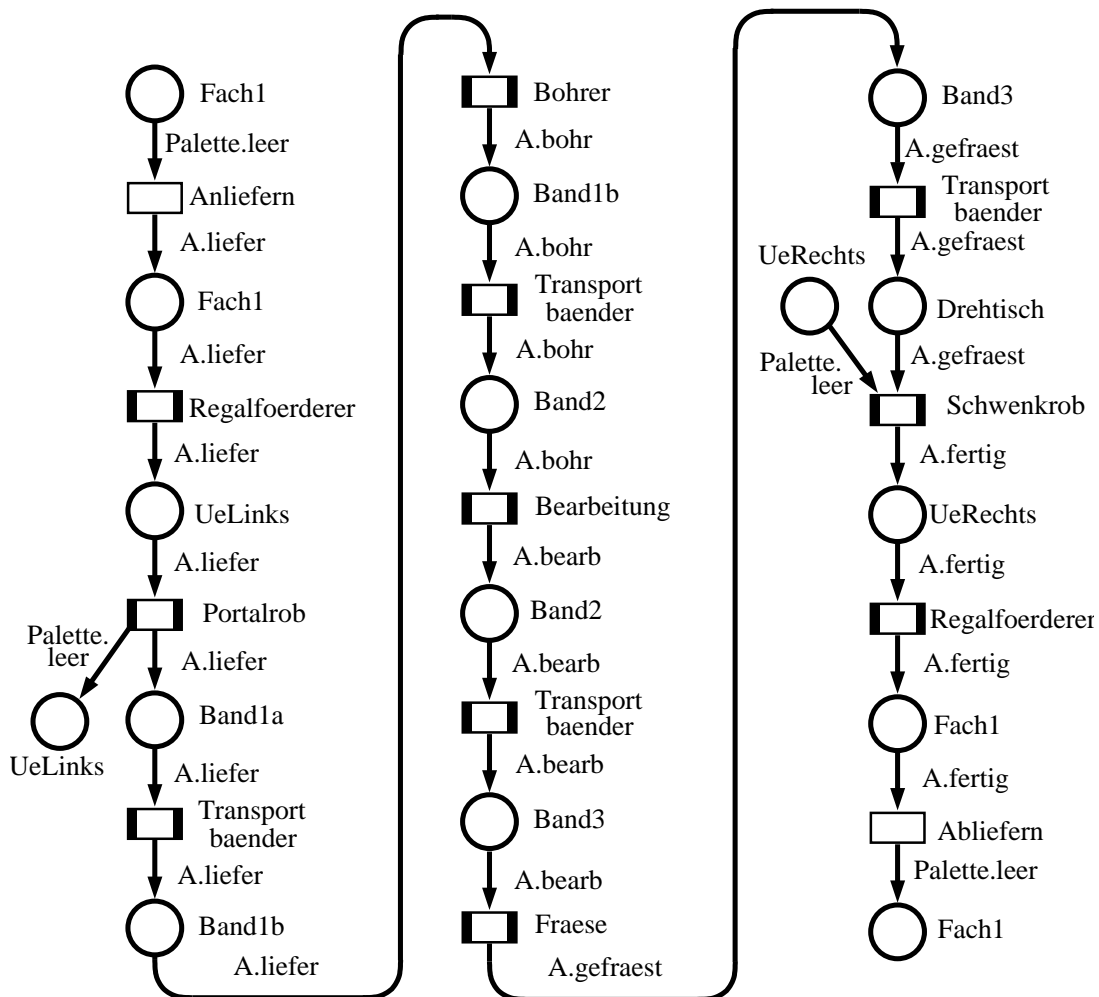 Fach1
Palette.leer
Anliefern
A.liefer
Fach1
A.liefer
Regalfoerderer
A.liefer
UeLinks
A.liefer
Portalrob
Palette.
leer
A.liefer
Band1a
UeLinks
A.liefer
Transport
baender
A.liefer
Band1b
A.liefer
Bohrer
A.bohr
Band1b
A.bohr
Transport
baender
A.bohr
Band2
A.bohr
Bearbeitung
A.bearb
Band2
A.bearb
Transport
baender
A.bearb
Band3
A.bearb
Fraese
A.gefraest
Band3
A.gefraest
Transport
baender
A.gefraest
UeRechts
Drehtisch
Palette.
leer
A.gefraest
Schwenkrob
A.fertig
UeRechts
A.fertig
Regalfoerderer
A.fertig
Fach1
A.fertig
Abliefern
Palette.leer
Fach1